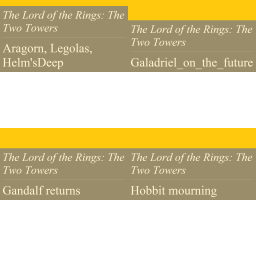 The Lord of the Rings: The
Two Towers
Aragorn, Legolas,
Helm'sDeep
The Lord of the Rings: The
Two Towers
Galadriel_on_the_future
The Lord of the Rings: The
Two Towers
Gandalf returns
The Lord of the Rings: The
Two Towers
Hobbit mourning